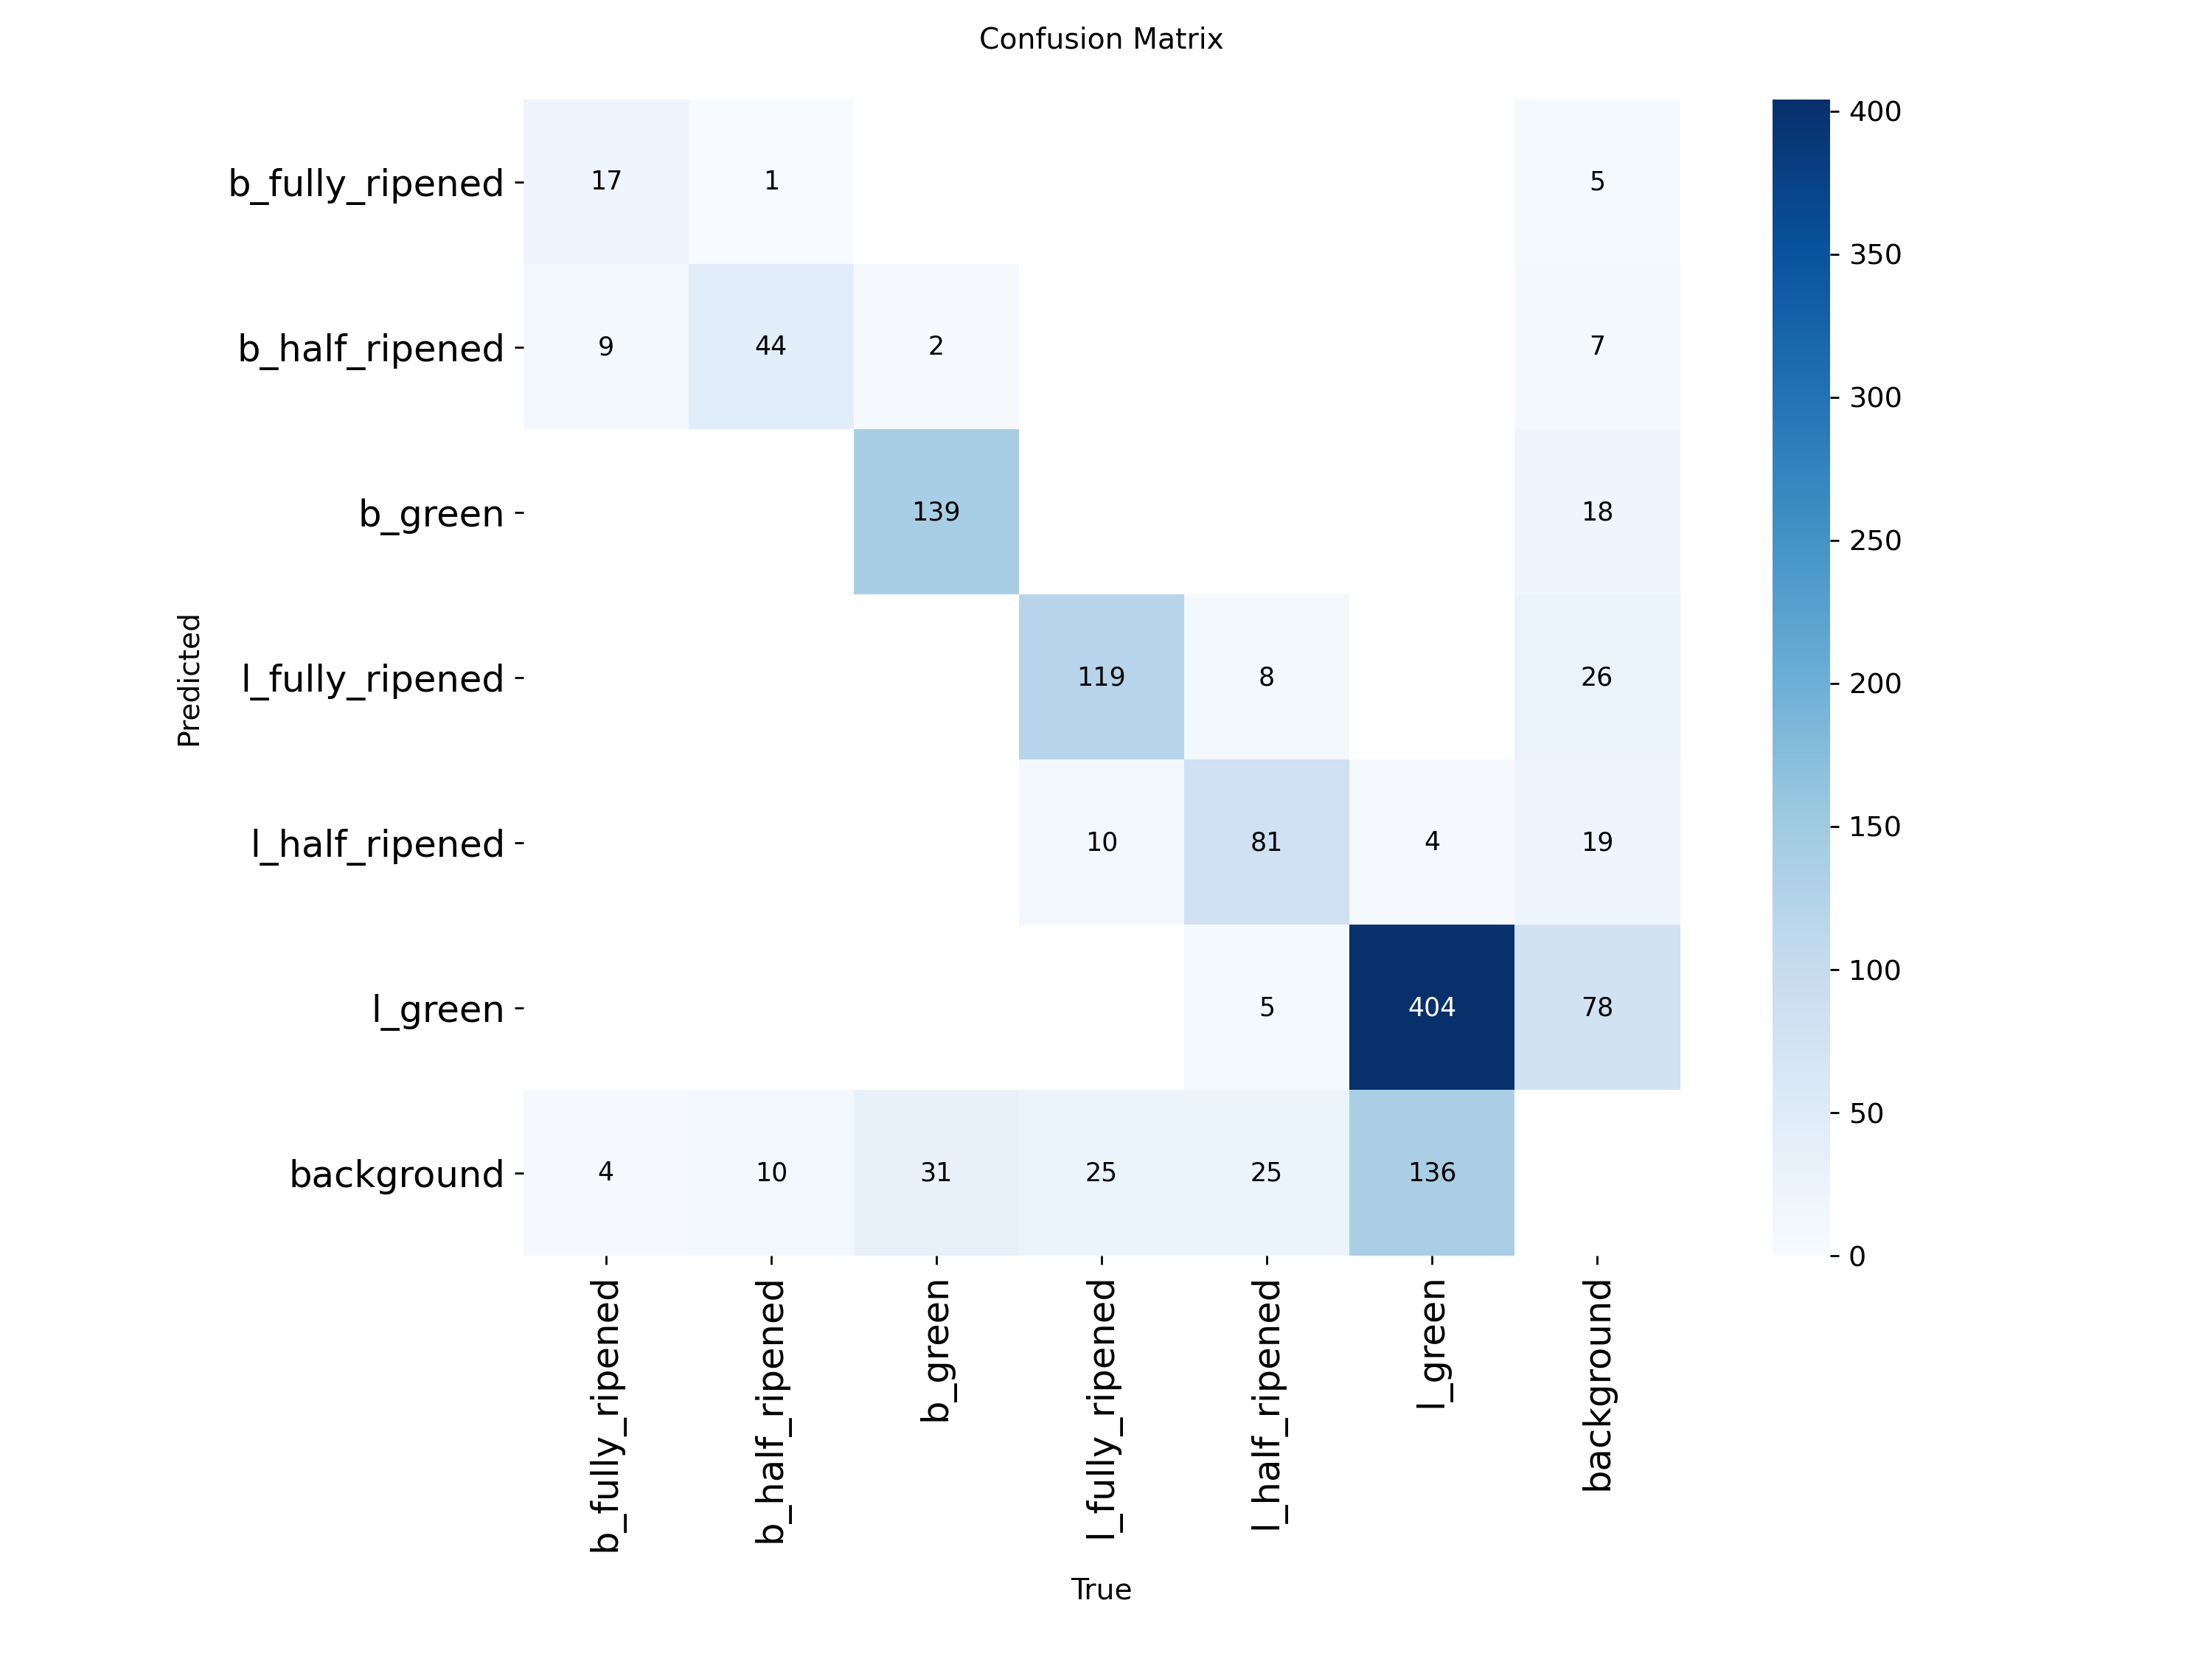 Confusion Matrix
b_fully_ripened 17 1 5
b_half_ripened 9 44 2 7
b_green 139 18
l_fully_ripened 119 8 26
l_half_ripened 10 81 4 19
l_green 5 404 78
background 4 10 31 25 25 136
Predicted
b_fully_ripened
b_half_ripened
b_green
l_fully_ripened
l_half_ripened
l_green
background
True
400
350
300
250
200
150
100
50
0